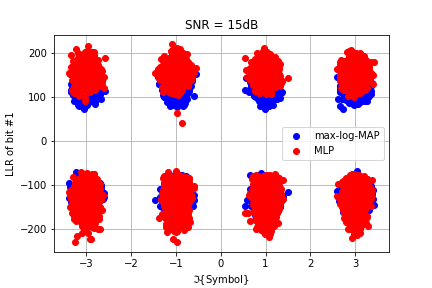 SNR = 15dB
LLR of bit #1
200
100
0
−100
−200
max-log-MAP
MLP
−3
−2
−1
0
1
2
3
ℑ{Symbol}